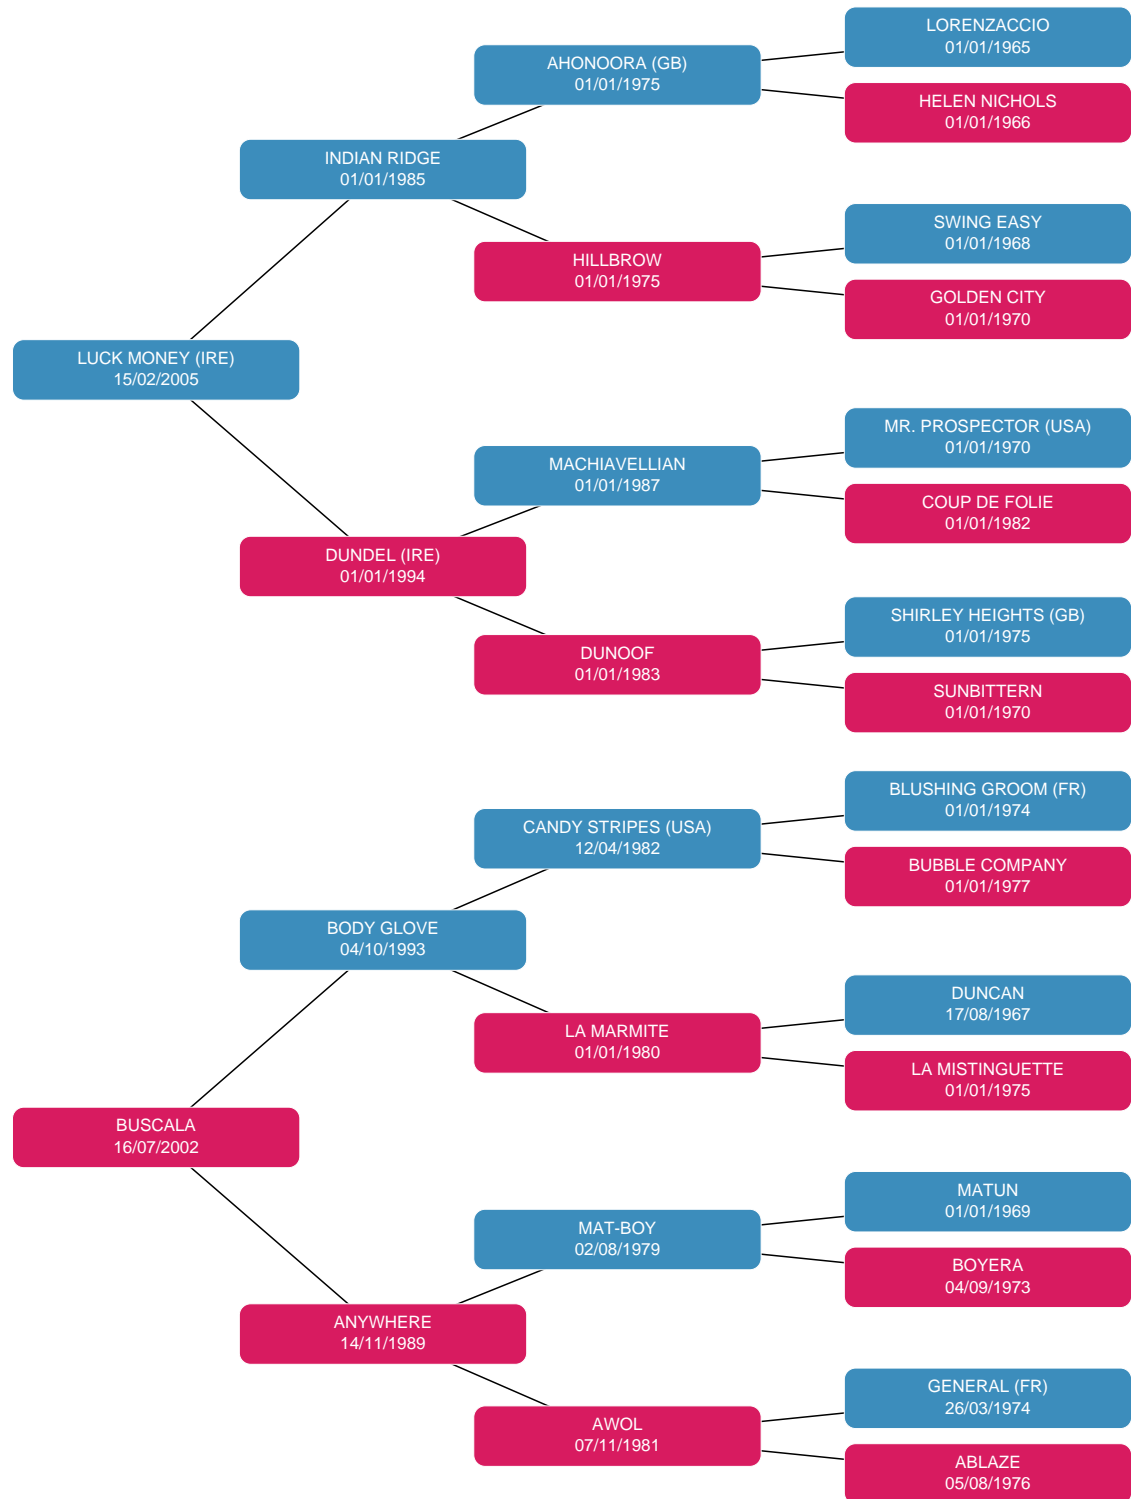 LORENZACCIO
01/01/1965
AHONOORA (GB)
01/01/1975
HELEN NICHOLS
01/01/1966
INDIAN RIDGE
01/01/1985
SWING EASY
01/01/1968
HILLBROW
01/01/1975
GOLDEN CITY
01/01/1970
LUCK MONEY (IRE)
15/02/2005
MR. PROSPECTOR (USA)
01/01/1970
MACHIAVELLIAN
01/01/1987
COUP DE FOLIE
01/01/1982
DUNDEL (IRE)
01/01/1994
SHIRLEY HEIGHTS (GB)
01/01/1975
DUNOOF
01/01/1983
SUNBITTERN
01/01/1970
BLUSHING GROOM (FR)
01/01/1974
CANDY STRIPES (USA)
12/04/1982
BUBBLE COMPANY
01/01/1977
BODY GLOVE
04/10/1993
DUNCAN
17/08/1967
LA MARMITE
01/01/1980
LA MISTINGUETTE
01/01/1975
BUSCALA
16/07/2002
MATUN
01/01/1969
MAT-BOY
02/08/1979
BOYERA
04/09/1973
ANYWHERE
14/11/1989
GENERAL (FR)
26/03/1974
AWOL
07/11/1981
ABLAZE
05/08/1976